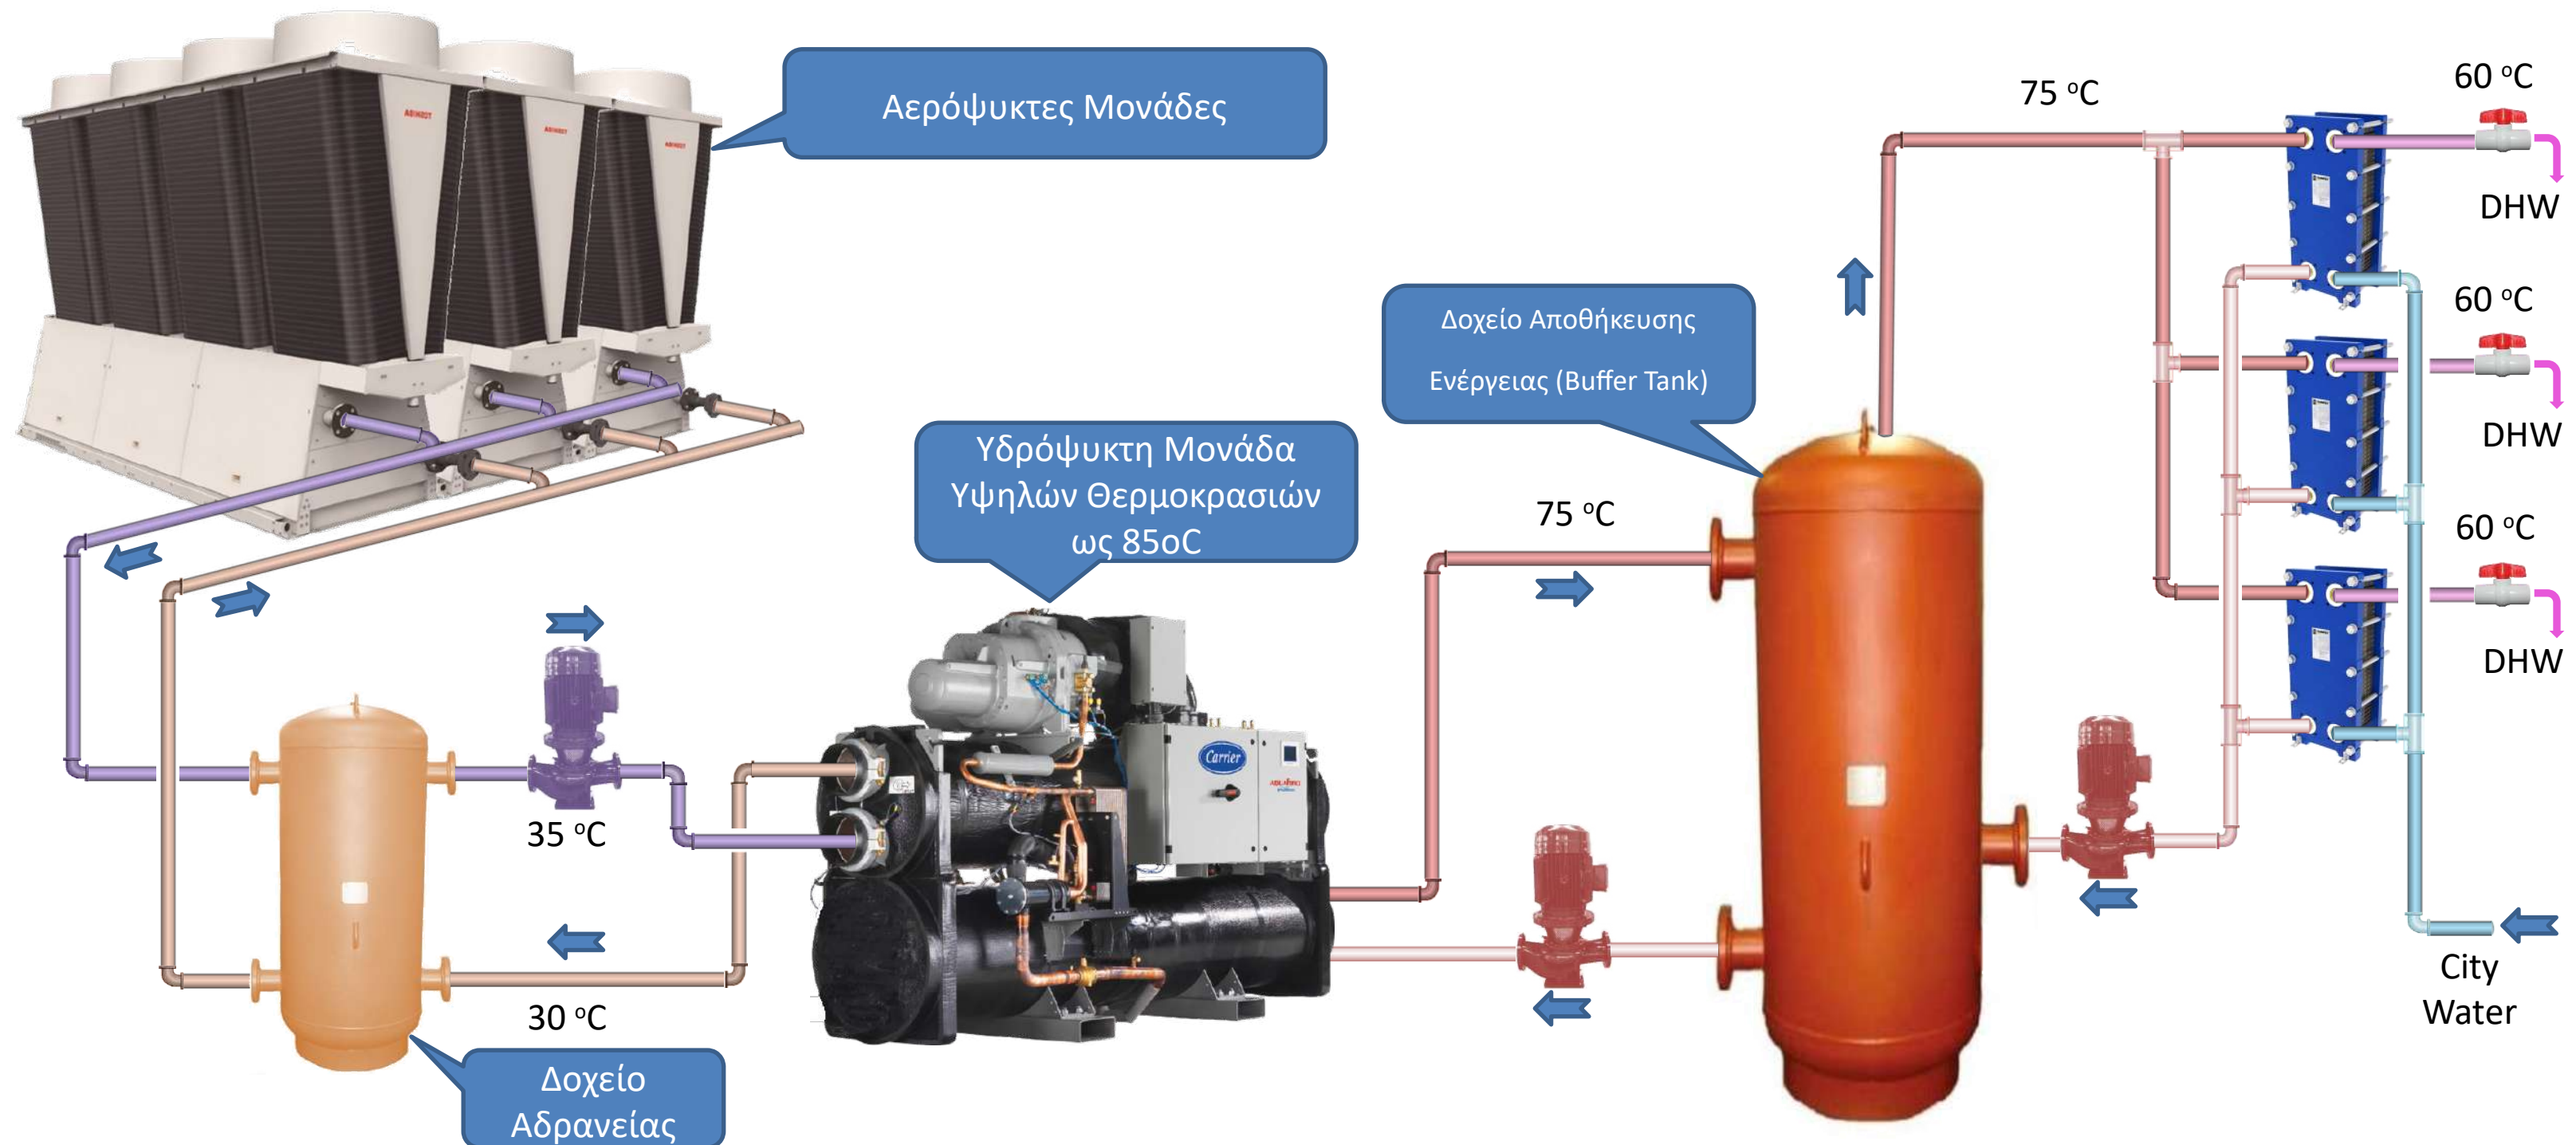 Αερόψυκτες Μονάδες
75 °C
60 °C
DHW
60 °C
DHW
60 °C
DHW
Δοχείο Αποθήκευσης
Ενέργειας (Buffer Tank)
Υδρόψυκτη Μονάδα
Υψηλών Θερμοκρασιών
ως 85οC
75 °C
Carrier
35 °C
30 °C
City
Water
Δοχείο
Αδρανείας